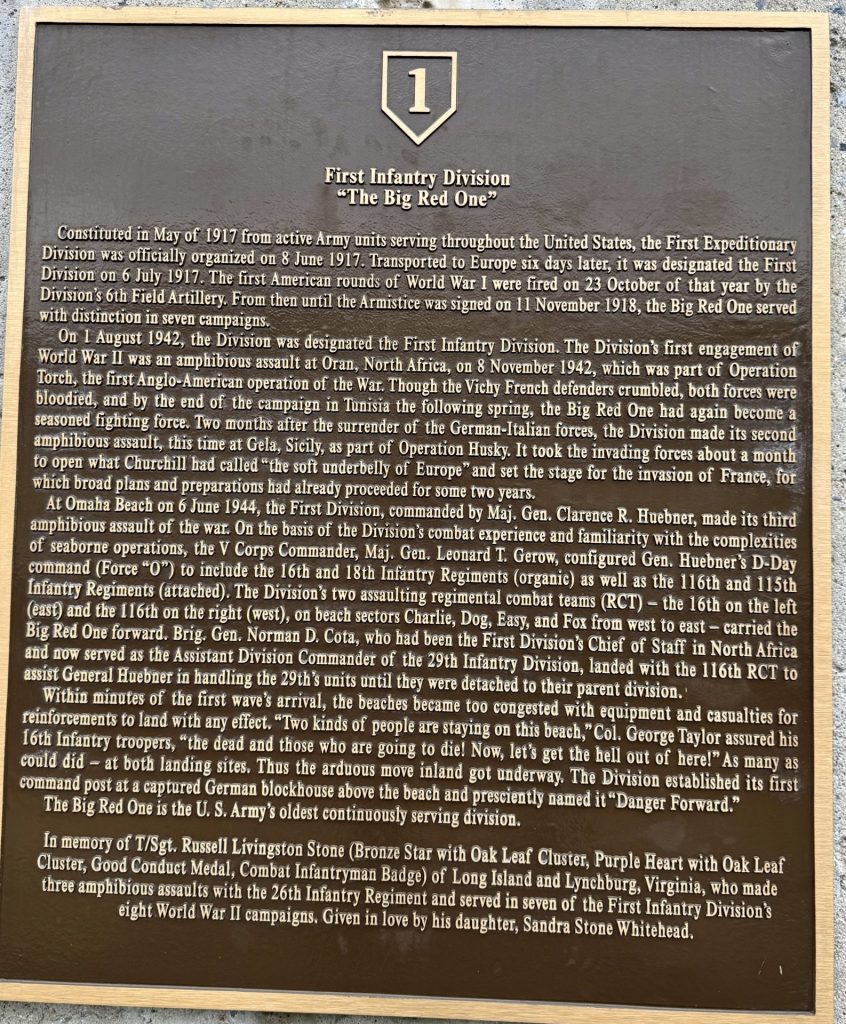 1
First Infantry Division
“The Big Red One”
Constituted in May of 1917 from active Army units serving throughout the United States, the First Expeditionary
Division was officially organized on 8 June 1917. Transported to Europe six days later, it was designated the First
Division on 6 July 1917. The first American rounds of World War I were fired on 23 October of that year by the
Division’s 6th Field Artillery. From then until the Armistice was signed on 11 November 1918, the Big Red One served
with distinction in seven campaigns.
On 1 August 1942, the Division was designated the First Infantry Division. The Division’s first engagement of
World War II was an amphibious assault at Oran, North Africa, on 8 November 1942, which was part of Operation
Torch, the first Anglo-American operation of the War. Though the Vichy French defenders crumbled, both forces were
bloodied, and by the end of the campaign in Tunisia the following spring, the Big Red One had again become a
seasoned fighting force. Two months after the surrender of the German-Italian forces, the Division made its second
amphibious assault, this time at Gela, Sicily, as part of Operation Husky. It took the invading forces about a month
to open what Churchill had called “the soft underbelly of Europe” and set the stage for the invasion of France, for
which broad plans and preparations had already proceeded for some two years.
At Omaha Beach on 6 June 1944, the First Division, commanded by Maj. Gen. Clarence R. Huebner, made its third
amphibious assault of the war. On the basis of the Division’s combat experience and familiarity with the complexities
of seaborne operations, the V Corps Commander, Maj. Gen. Leonard T. Gerow, configured Gen. Huebner’s D-Day
command (Force “O”) to include the 16th and 18th Infantry Regiments (organic) as well as the 116th and 115th
Infantry Regiments (attached). The Division’s two assaulting regimental combat teams (RCT) – the 16th on the left
(east) and the 116th on the right (west), on beach sectors Charlie, Dog, Easy, and Fox from west to east – carried the
Big Red One forward. Brig. Gen. Norman D. Cota, who had been the First Division’s Chief of Staff in North Africa
and now served as the Assistant Division Commander of the 29th Infantry Division, landed with the 116th RCT to
assist General Huebner in handling the 29th’s units until they were detached to their parent division.
Within minutes of the first wave’s arrival, the beaches became too congested with equipment and casualties for
reinforcements to land with any effect. “Two kinds of people are staying on this beach,” Col. George Taylor assured his
16th Infantry troopers, “the dead and those who are going to die! Now, let’s get the hell out of here!” As many as
could did – at both landing sites. Thus the arduous move inland got underway. The Division established its first
command post at a captured German blockhouse above the beach and presciently named it “Danger Forward.”
The Big Red One is the U. S. Army’s oldest continuously serving division.
In memory of T/Sgt. Russell Livingston Stone (Bronze Star with Oak Leaf Cluster, Purple Heart with Oak Leaf
Cluster, Good Conduct Medal, Combat Infantryman Badge) of Long Island and Lynchburg, Virginia, who made
three amphibious assaults with the 26th Infantry Regiment and served in seven of the First Infantry Division’s
eight World War II campaigns. Given in love by his daughter, Sandra Stone Whitehead.